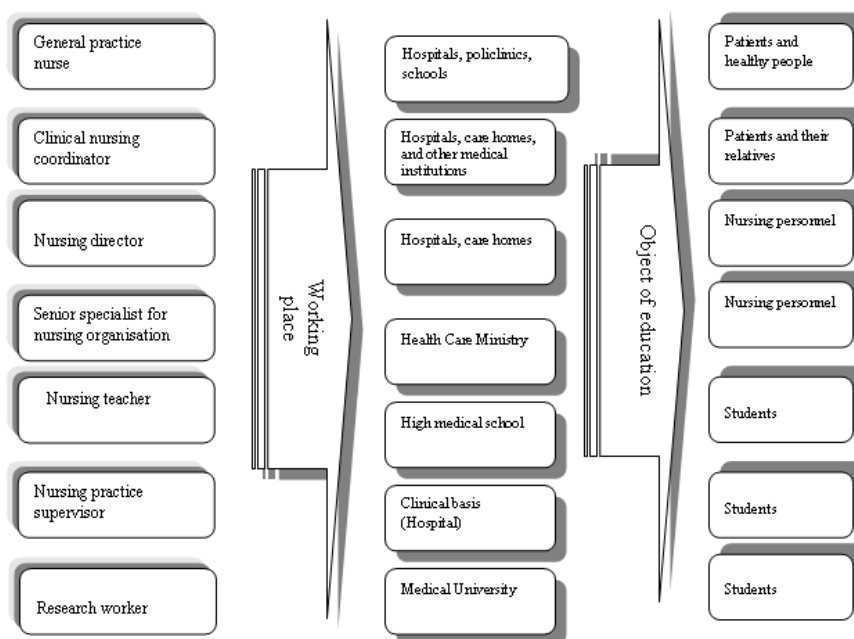 General practice
nurse
Clinical nursing
coordinator
Nursing director
Senior specialist for
nursing organisation
Nursing teacher
Nursing practice
supervisor
Research worker
Working
place
Hospitals, policlinics,
schools
Hospitals, care homes,
and other medical
institutions
Hospitals, care homes
Health Care Ministry
High medical school
Clinical basis
(Hospital)
Medical University
Object of education
Patients and
healthy people
Patients and their
relatives
Nursing personnel
Nursing personnel
Students
Students
Students